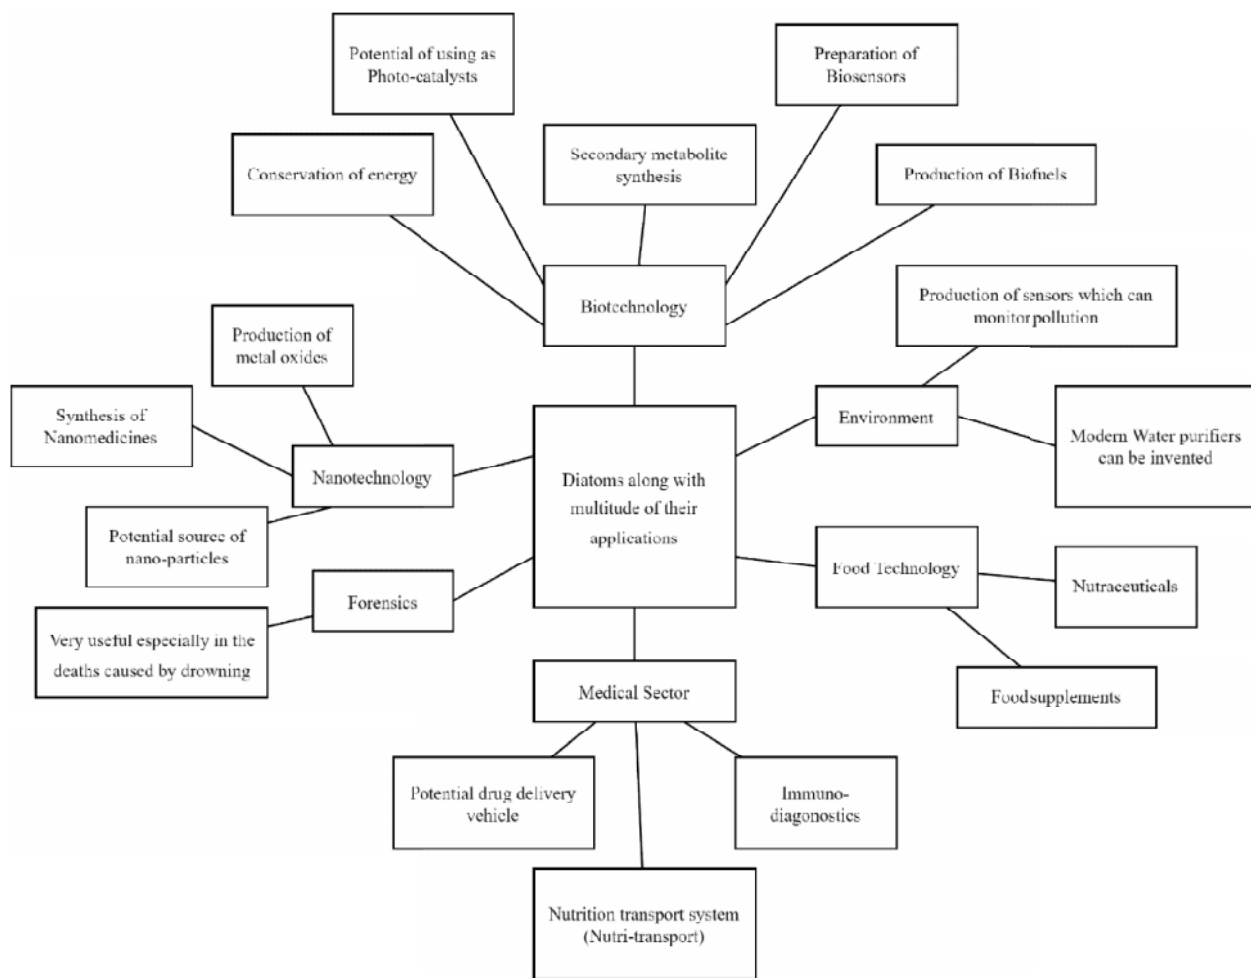 Potential of using as
Photo-catalysts
Preparation of
Biosensors
Secondary metabolite
synthesis
Conservation of energy
Production of Biofuels
Biotechnology
Production of sensors which can
monitor pollution
Production of
metal oxides
Synthesis of
Nanomedicines
Environment
Modern Water purifiers
can be invented
Nanotechnology
Diatoms along with
multitude of their
applications
Potential source of
nano-particles
Food Technology
Nutraceuticals
Forensics
Very useful especially in the
deaths caused by drowning
Medical Sector
Food supplements
Potential drug delivery
vehicle
Immuno-
diagonostics
Nutrition transport system
(Nutri-transport)